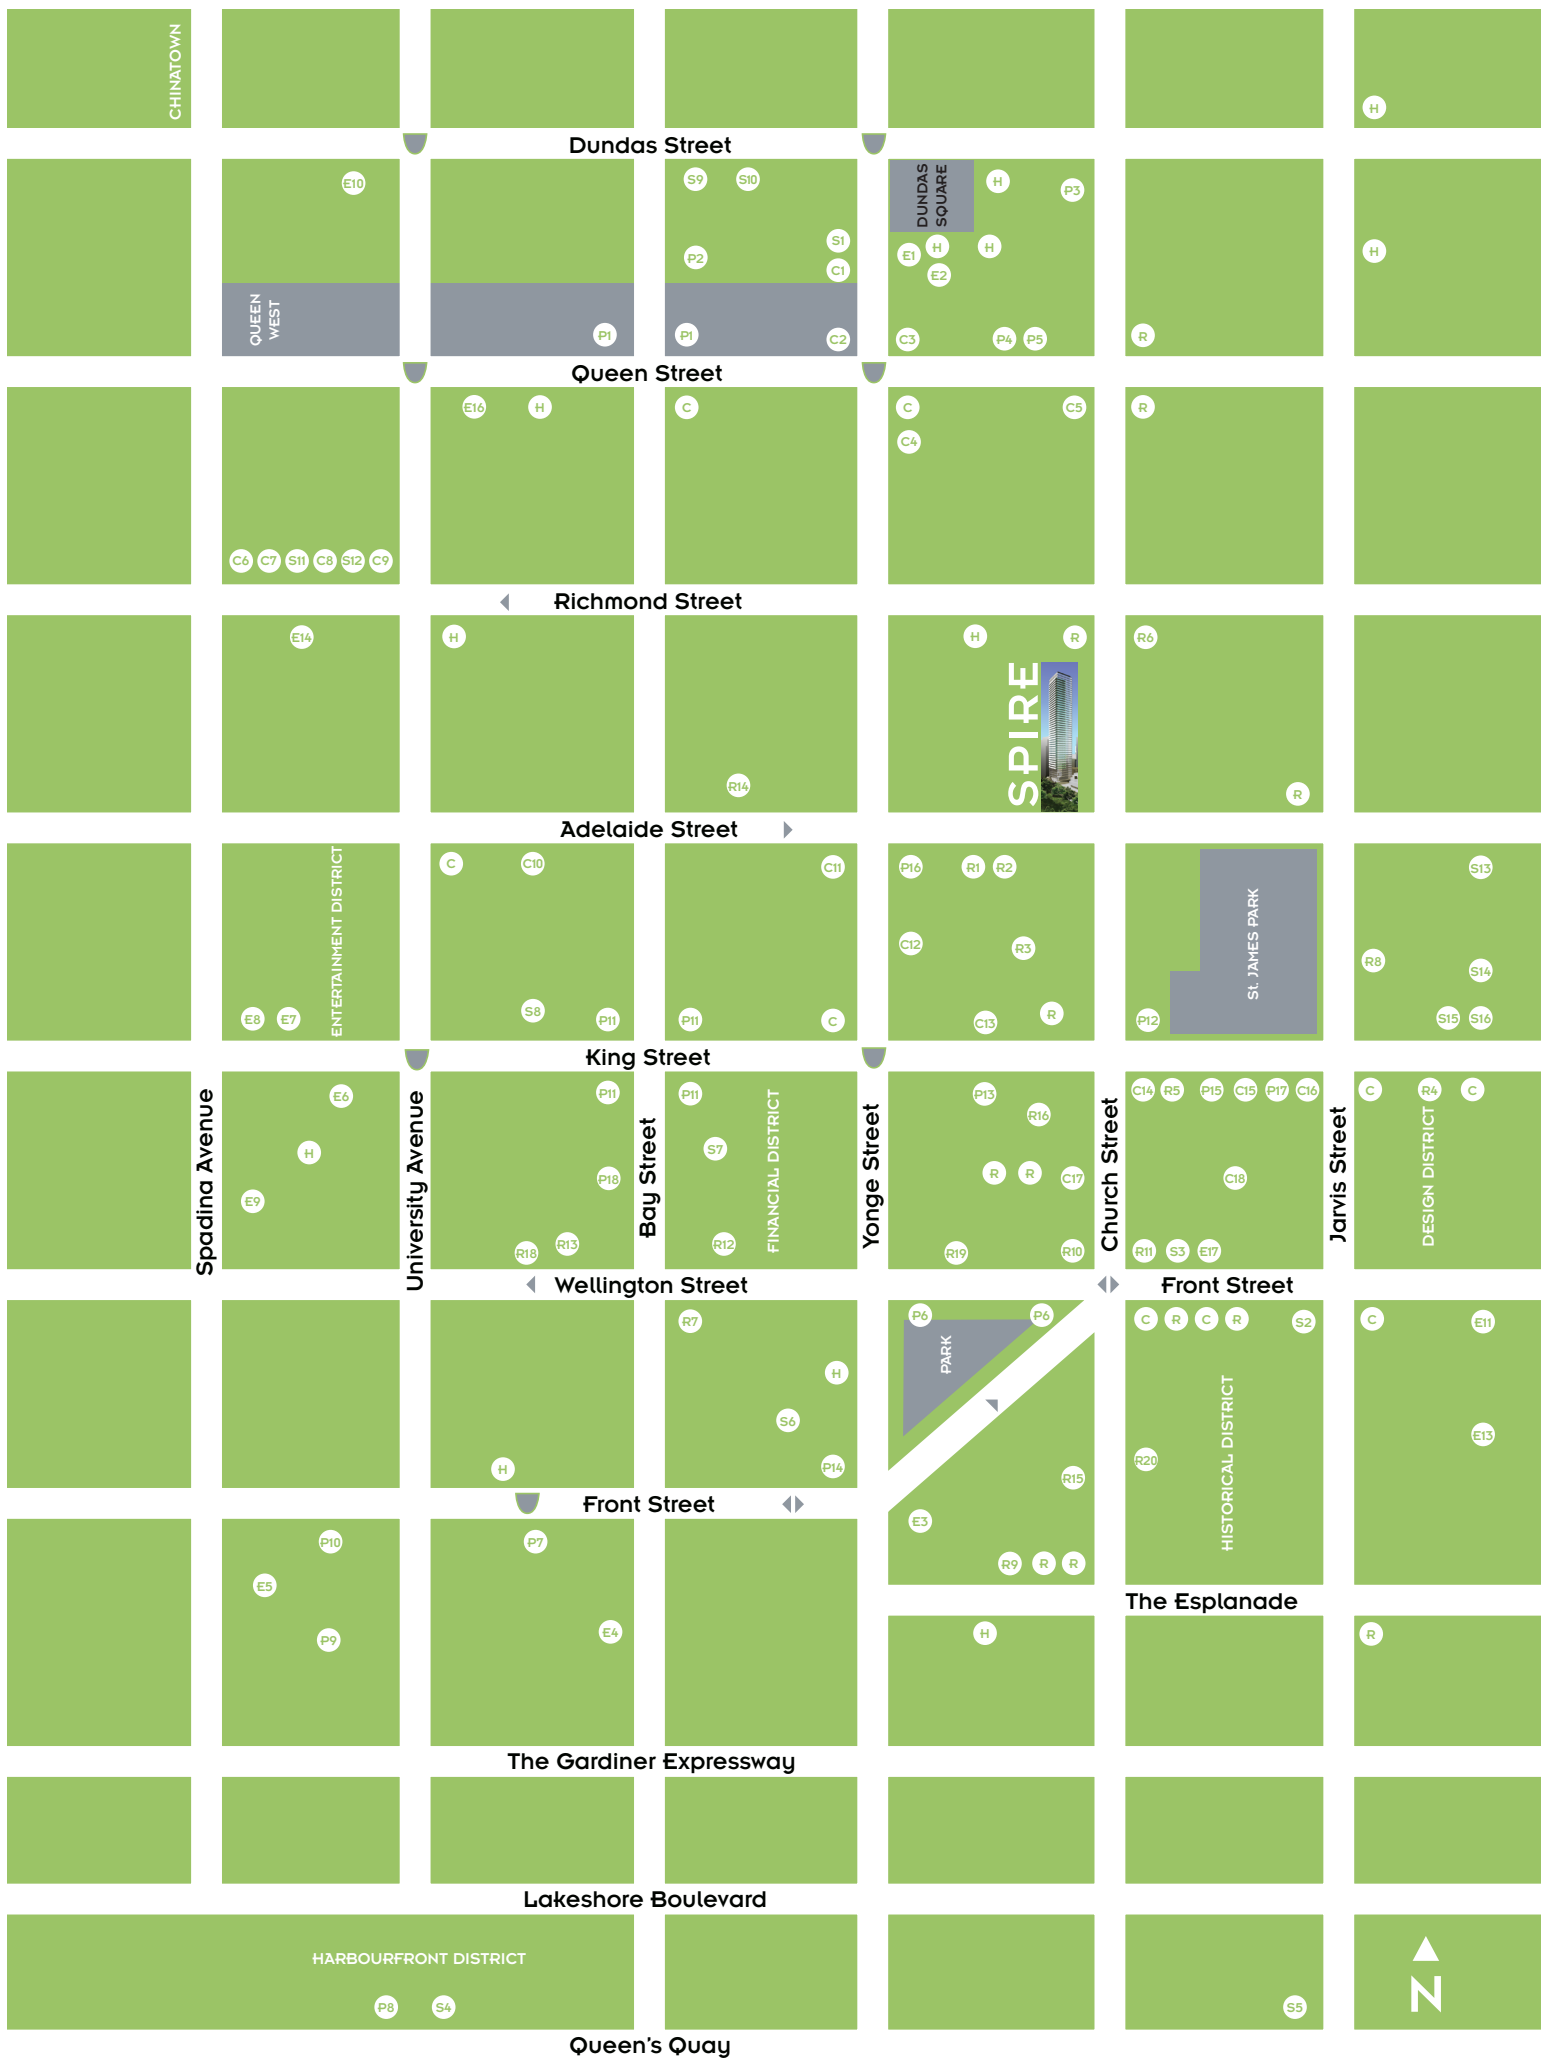 CHINATOWN
H
Dundas Street
E10
S9
S10
DUNDAS
SQUARE
H
P3
S1
P2
C1
E1
H
H
E2
H
QUEEN
WEST
P1
P1
C2
C3
P4
P5
R
Queen Street
E16
H
C
C
C5
R
C4
C6
C7
S11
C8
S12
C9
Richmond Street
E14
H
H
R
R6
SPIRE
R14
R
Adelaide Street
ENTERTAINMENT DISTRICT
C
C10
C11
P16
R1
R2
St. JAMES PARK
S13
C12
R3
R8
S14
E8
E7
S8
P11
P11
C
C13
R
P12
S15
S16
King Street
Spadina Avenue
University Avenue
Bay Street
Yonge Street
Church Street
Jarvis Street
E6
P11
P11
P13
C14
R5
P15
C15
P17
C16
C
R4
C
R16
H
S7
FINANCIAL DISTRICT
DESIGN DISTRICT
E9
P18
R
R
C17
C18
R18
R13
R12
R19
R10
R11
S3
E17
Wellington Street
Front Street
R7
P6
P6
C
R
C
R
S2
C
E11
PARK
H
S6
HISTORICAL DISTRICT
E13
H
P14
R15
R20
Front Street
E3
P10
P7
R9
R
R
E5
The Esplanade
P9
E4
H
R
The Gardiner Expressway
Lakeshore Boulevard
HARBOURFRONT DISTRICT
P8
S4
S5
N
Queen's Quay